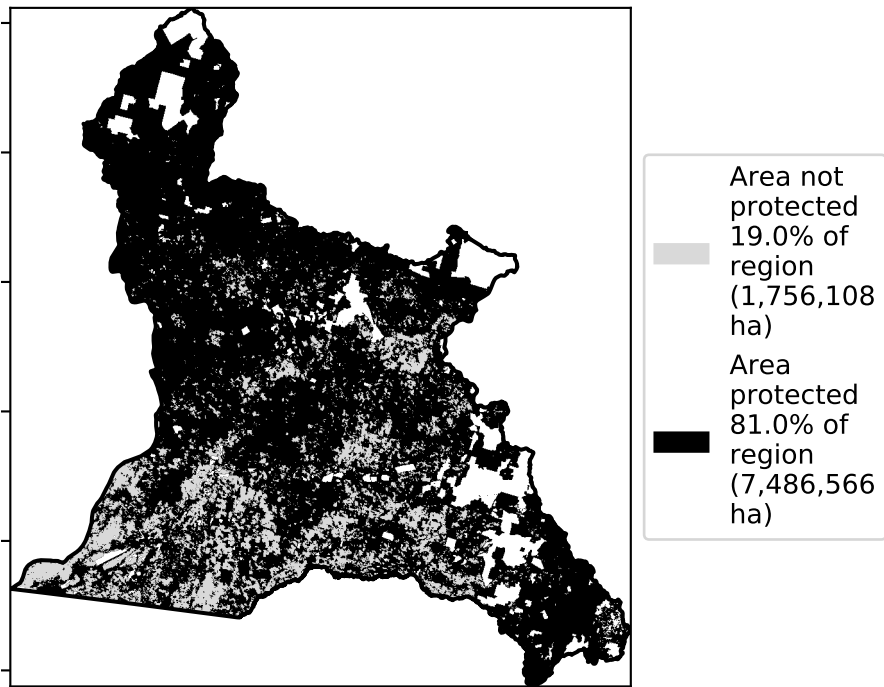 Area not
protected
19.0% of
region
(1,756,108
ha)
Area
protected
81.0% of
region
(7,486,566
ha)